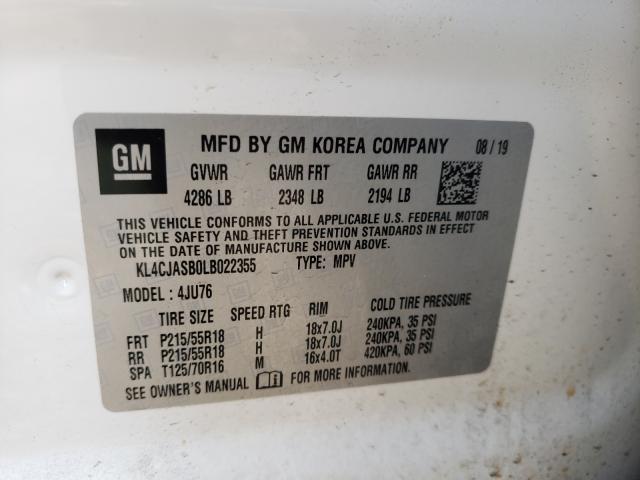 GM
MFD BY GM KOREA COMPANY 08/19
GVWR GAWR FRT GAWR RR
4286 LB 2348 LB 2194 LB
THIS VEHICLE CONFORMS TO ALL APPLICABLE U.S. FEDERAL MOTOR
VEHICLE SAFETY AND THEFT PREVENTION STANDARDS IN EFFECT
ON THE DATE OF MANUFACTURE SHOWN ABOVE.
KL4CJASB0LB022355 TYPE: MPV
MODEL: 4JU76
TIRE SIZE SPEED RTG RIM COLD TIRE PRESSURE
FRT P215/55R18 H 18x7.0J 240KPA, 35 PSI
RR P215/55R18 H 18x7.0J 240KPA, 35 PSI
SPA T125/70R16 M 16x4.0T 420KPA, 60 PSI
SEE OWNER'S MANUAL FOR MORE INFORMATION.